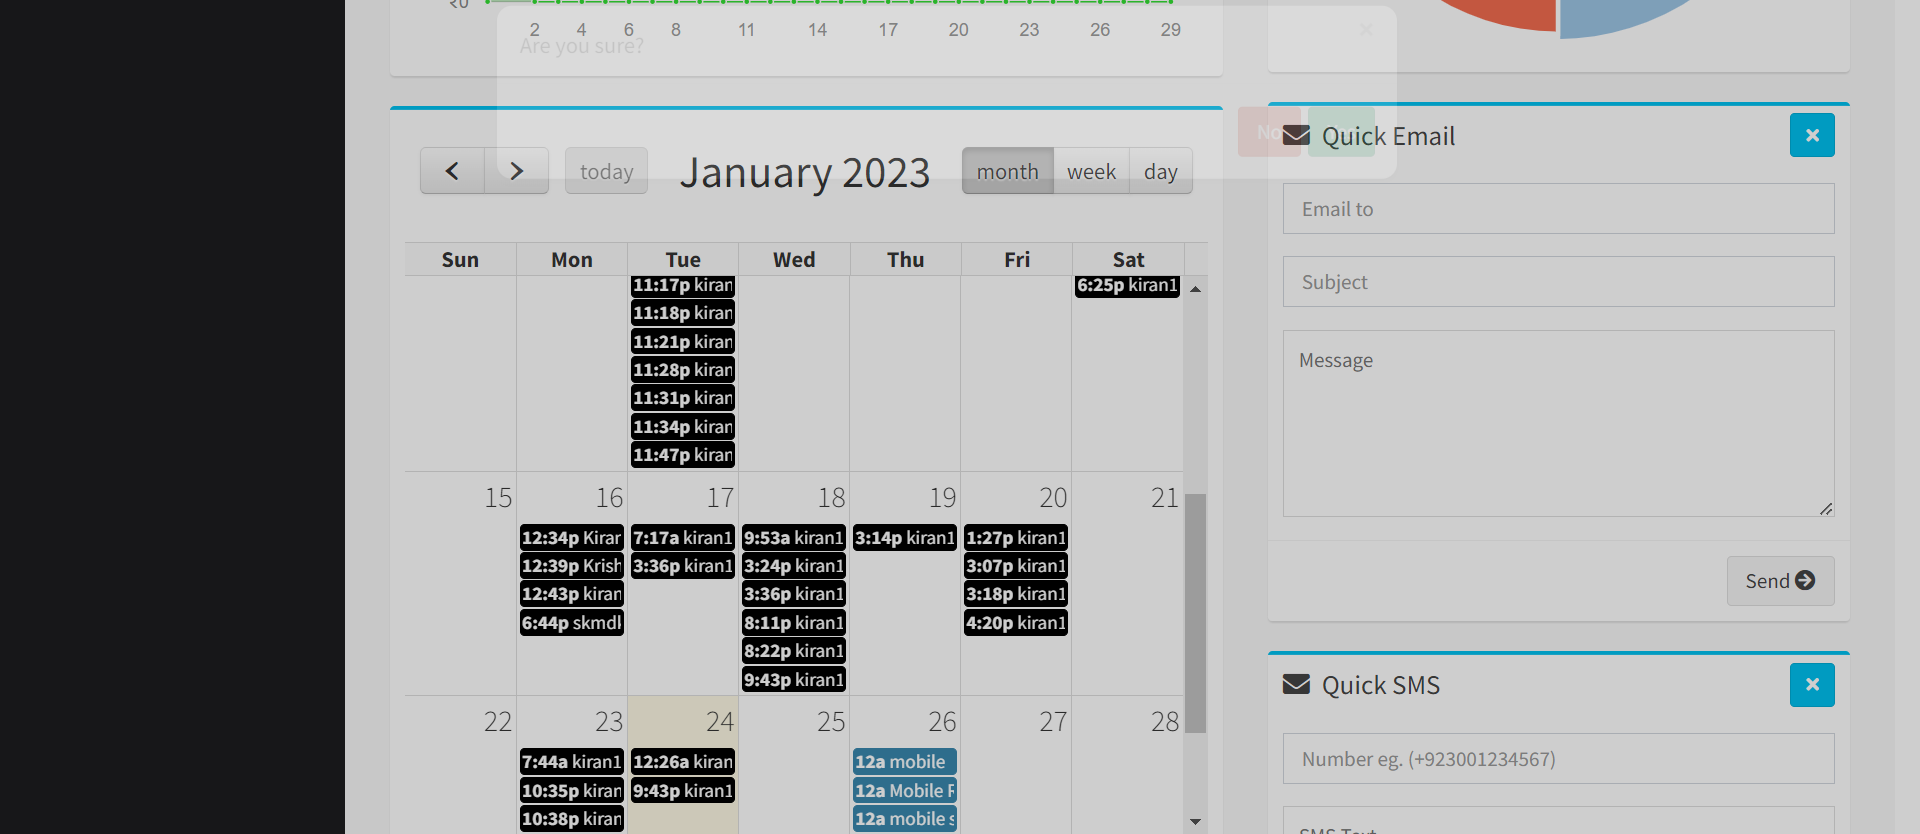 ₹0
2 4 6 8 11 14 17 20 23 26 29
Are you sure?
×
No
January 2023
today
month week day
Sun Mon Tue Wed Thu Fri Sat
11:17p kiran
6:25p kiran1
11:18p kiran
11:21p kiran
11:28p kiran
11:31p kiran
11:34p kiran
11:47p kiran
15 16 17 18 19 20 21
12:34p Kiran
7:17a kiran1
9:53a kiran1
3:14p kiran1
1:27p kiran1
12:39p Krish
3:36p kiran1
3:24p kiran1
3:07p kiran1
12:43p kiran
3:36p kiran1
3:18p kiran1
6:44p skmdk
8:11p kiran1
4:20p kiran1
8:22p kiran1
9:43p kiran1
22 23 24 25 26 27 28
7:44a kiran1
12:26a kiran
12a mobile
10:35p kiran
9:43p kiran1
12a Mobile
10:38p kiran
12a mobile s
Quick Email
Email to
Subject
Message
Send
Quick SMS
Number eg. (+923001234567)
SMS Text